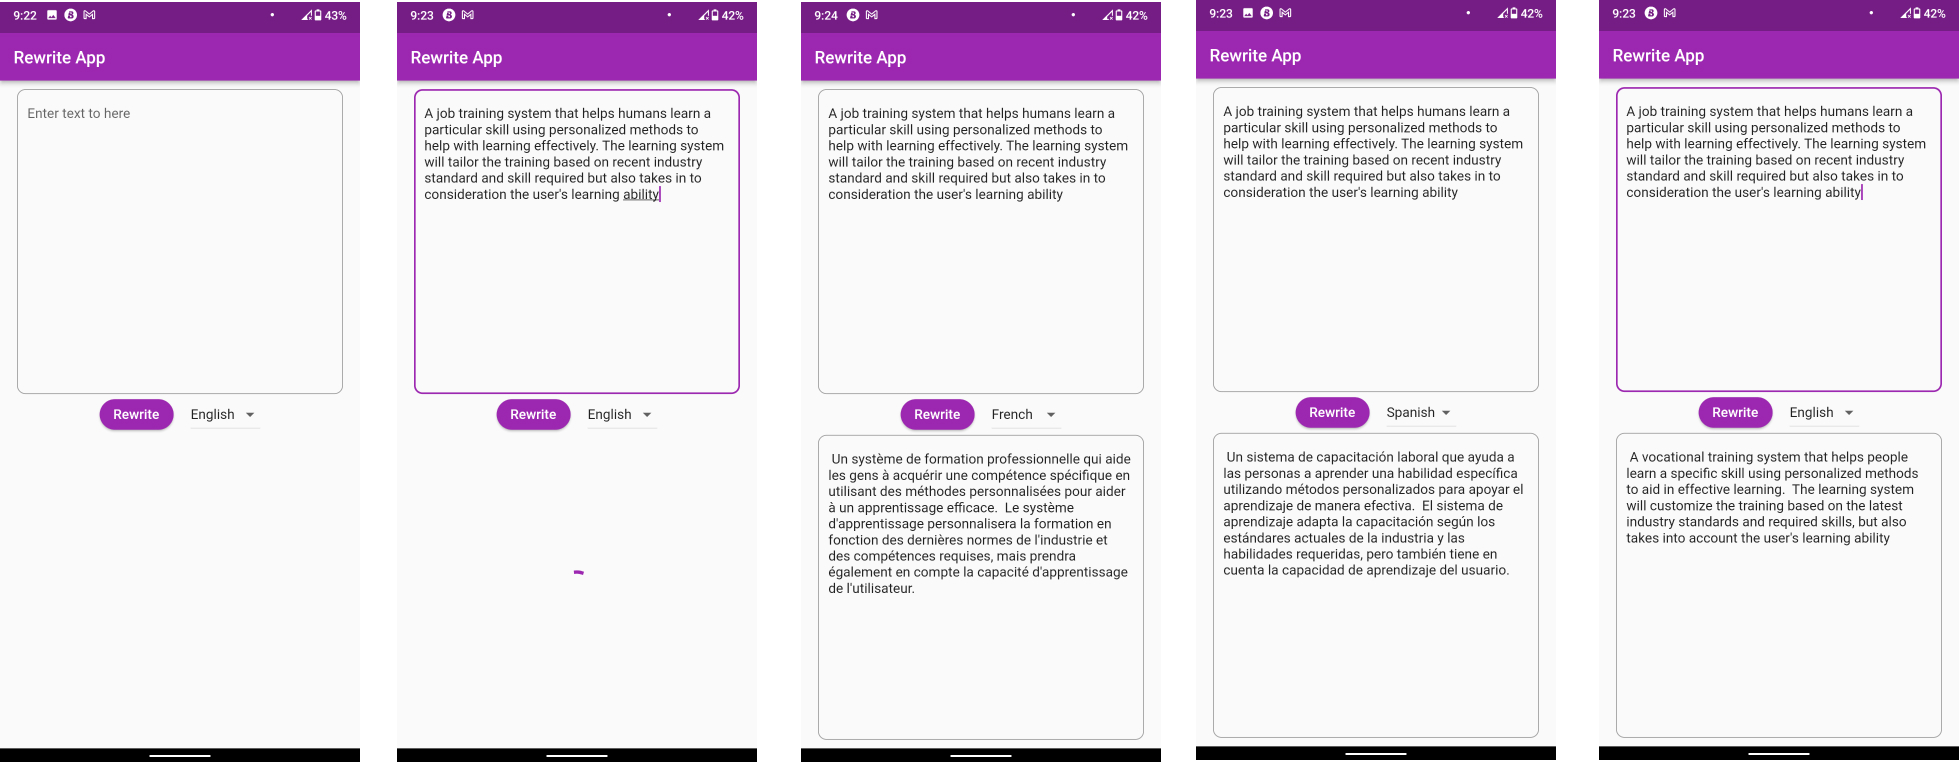 9:22
43%
Rewrite App
Enter text to here
Rewrite
English
9:23
42%
Rewrite App
A job training system that helps humans learn a
particular skill using personalized methods to
help with learning effectively. The learning system
will tailor the training based on recent industry
standard and skill required but also takes in to
consideration the user's learning ability
Rewrite
English
9:24
42%
Rewrite App
A job training system that helps humans learn a
particular skill using personalized methods to
help with learning effectively. The learning system
will tailor the training based on recent industry
standard and skill required but also takes in to
consideration the user's learning ability
Rewrite
French
Un système de formation professionnelle qui aide
les gens à acquérir une compétence spécifique en
utilisant des méthodes personnalisées pour aider
à un apprentissage efficace.  Le système
d'apprentissage personnalisera la formation en
fonction des dernières normes de l'industrie et
des compétences requises, mais prendra
également en compte la capacité d'apprentissage
de l'utilisateur.
9:23
42%
Rewrite App
A job training system that helps humans learn a
particular skill using personalized methods to
help with learning effectively. The learning system
will tailor the training based on recent industry
standard and skill required but also takes in to
consideration the user's learning ability
Rewrite
Spanish
Un sistema de capacitación laboral que ayuda a
las personas a aprender una habilidad específica
utilizando métodos personalizados para apoyar el
aprendizaje de manera efectiva.  El sistema de
aprendizaje adapta la capacitación según los
estándares actuales de la industria y las
habilidades requeridas, pero también tiene en
cuenta la capacidad de aprendizaje del usuario.
9:23
42%
Rewrite App
A job training system that helps humans learn a
particular skill using personalized methods to
help with learning effectively. The learning system
will tailor the training based on recent industry
standard and skill required but also takes in to
consideration the user's learning ability
Rewrite
English
A vocational training system that helps people
learn a specific skill using personalized methods
to aid in effective learning.  The learning system
will customize the training based on the latest
industry standards and required skills, but also
takes into account the user's learning ability